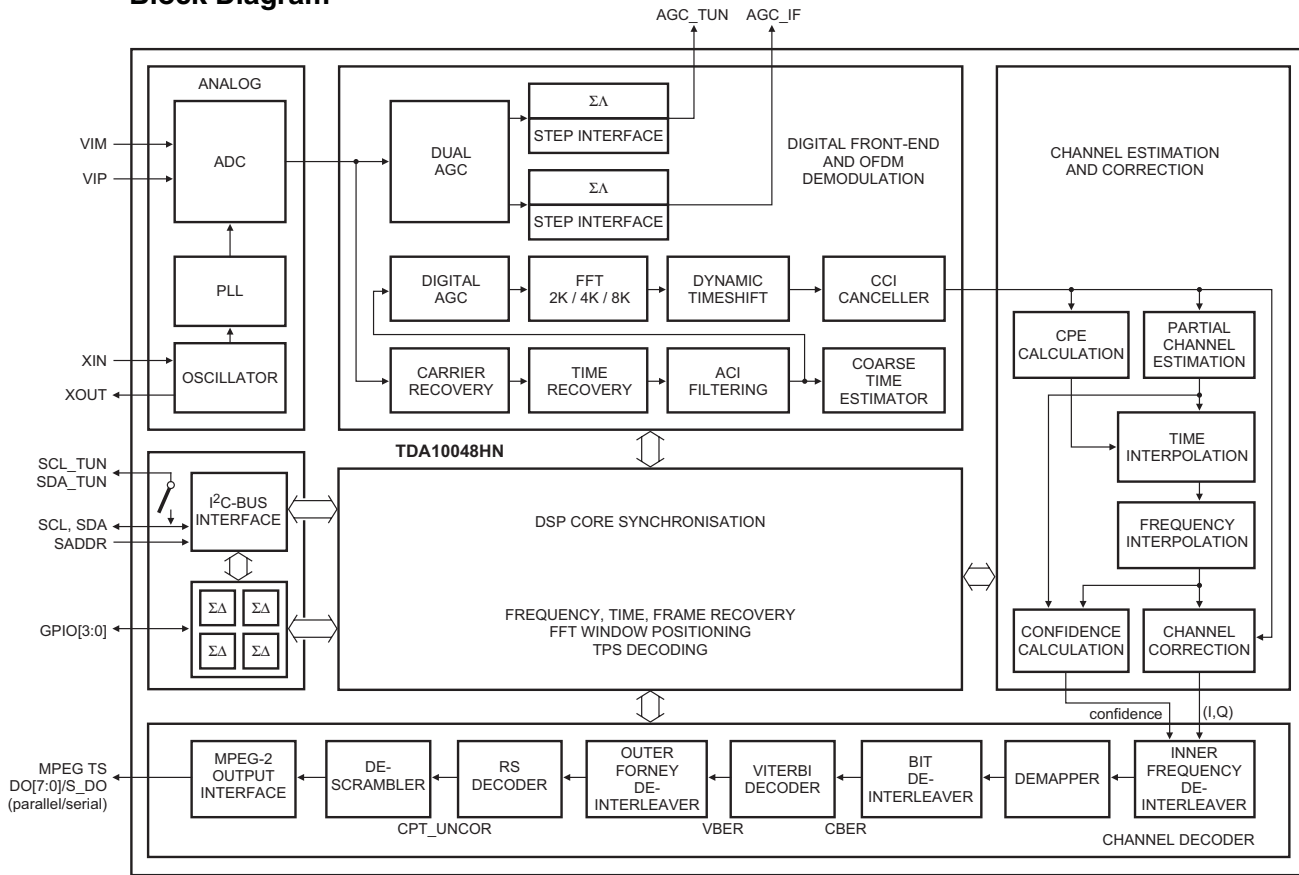 Block Diagram
AGC_TUN
AGC_IF
ANALOG
VIM
VIP
ADC
PLL
XIN
XOUT
OSCILLATOR
DUAL
AGC
ΣΛ
STEP INTERFACE
ΣΛ
STEP INTERFACE
DIGITAL FRONT-END
AND OFDM
DEMODULATION
DIGITAL
AGC
FFT
2K / 4K / 8K
DYNAMIC
TIMESHIFT
CCI
CANCELLER
CARRIER
RECOVERY
TIME
RECOVERY
ACI
FILTERING
COARSE
TIME
ESTIMATOR
CHANNEL ESTIMATION
AND CORRECTION
CPE
CALCULATION
PARTIAL
CHANNEL
ESTIMATION
TIME
INTERPOLATION
FREQUENCY
INTERPOLATION
CONFIDENCE
CALCULATION
CHANNEL
CORRECTION
confidence
(I,Q)
TDA10048HN
SCL_TUN
SDA_TUN
SCL, SDA
SADDR
I²C-BUS
INTERFACE
GPIO[3:0]
ΣΔ
ΣΔ
ΣΔ
ΣΔ
DSP CORE SYNCHRONISATION
FREQUENCY, TIME, FRAME RECOVERY
FFT WINDOW POSITIONING
TPS DECODING
MPEG TS
DO[7:0]/S_DO
(parallel/serial)
MPEG-2
OUTPUT
INTERFACE
DE-
SCRAMBLER
RS
DECODER
OUTER
FORNEY
DE-
INTERLEAVER
VITERBI
DECODER
BIT
DE-
INTERLEAVER
DEMAPPER
INNER
FREQUENCY
DE-
INTERLEAVER
CPT_UNCOR
VBER
CBER
CHANNEL DECODER